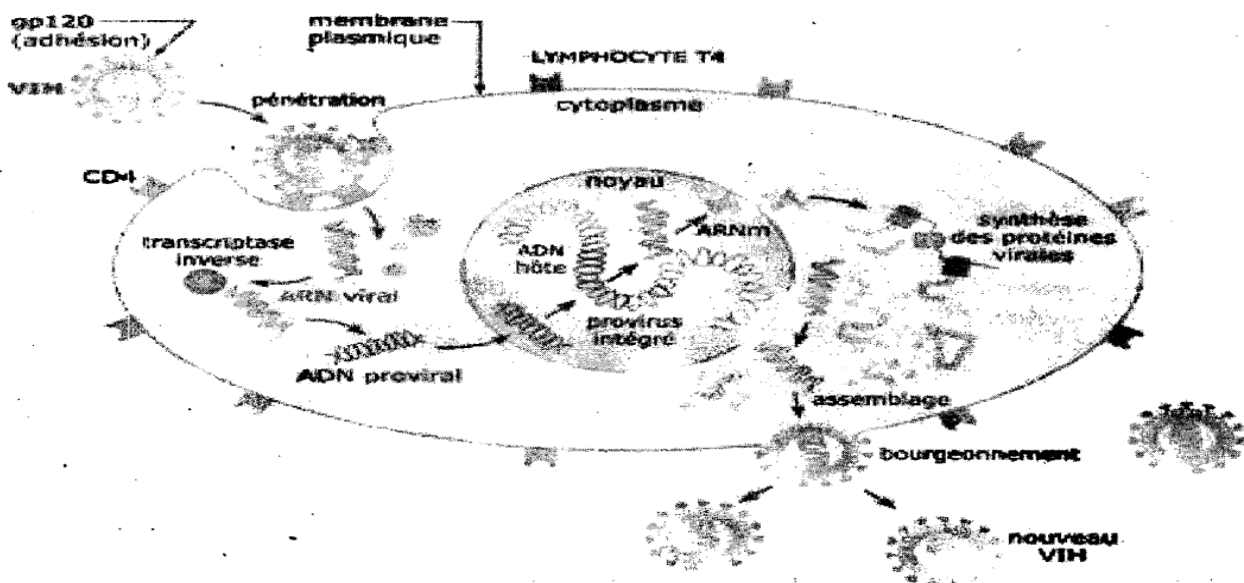 gp120
(adhésion)
VIH
membrane
plasmique
LYMPHOCYTE T4
pénétration
cytoplasme
CD4
noyau
transcriptase
inverse
ADN
hôte
ARNm
synthèse
des protéines
virales
ARN viral
provirus
intégré
ADN proviral
assemblage
bourgeonnement
nouveau
VIH